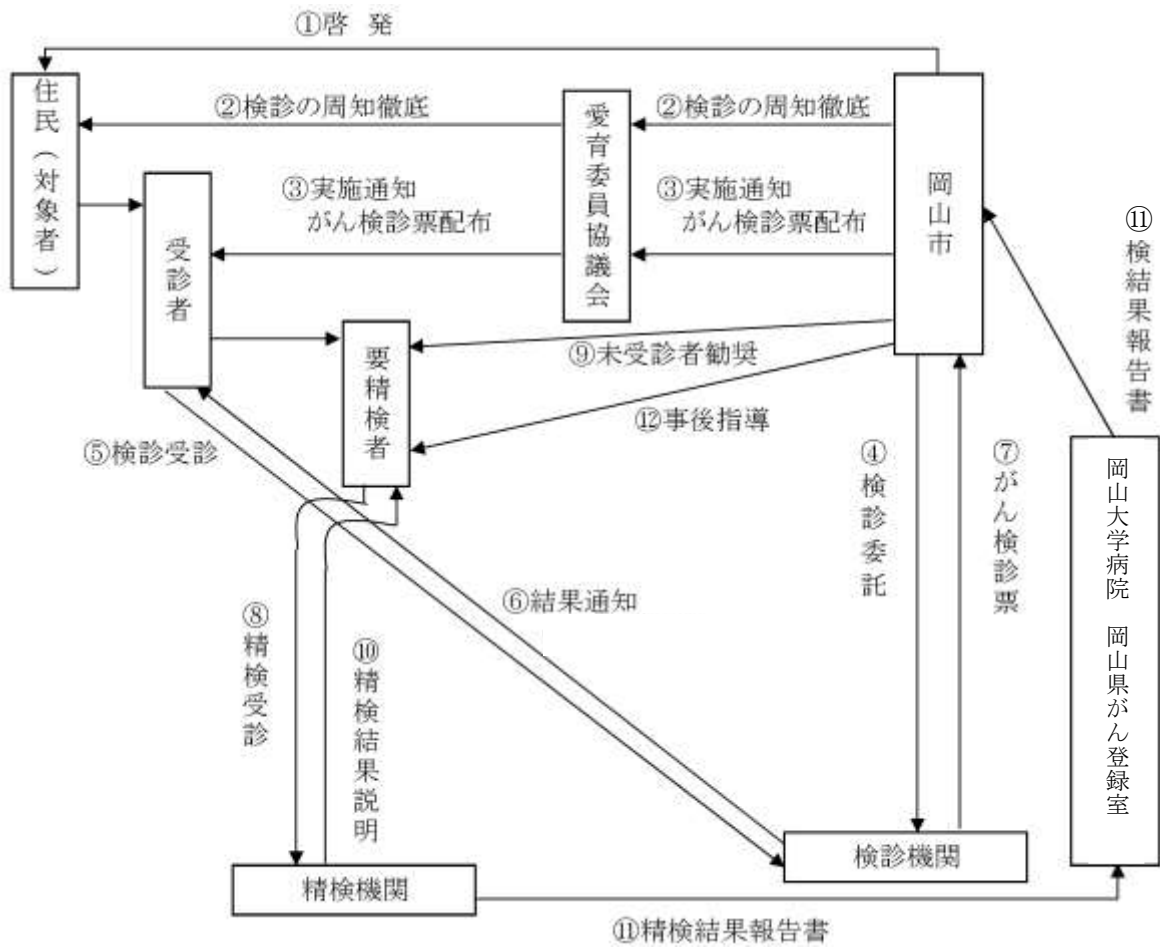 ①啓 発
住民（対象者）
②検診の周知徹底
愛育委員協議会
②検診の周知徹底
岡山市
③実施通知
がん検診票配布
③実施通知
がん検診票配布
受診者
⑪検結果報告書
要精検者
⑨未受診者勧奨
⑫事後指導
⑤検診受診
④検診委託
⑦がん検診票
岡山大学病院 岡山県がん登録室
⑥結果通知
⑧精検受診
⑩精検結果説明
検診機関
精検機関
⑪精検結果報告書